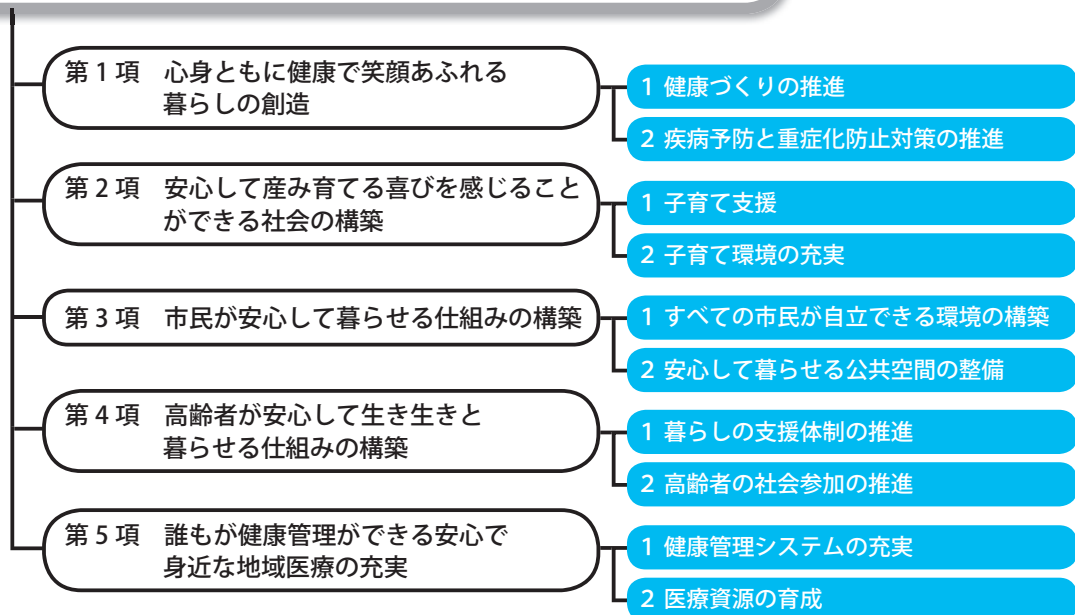 第1項 心身ともに健康で笑顔あふれる
暮らしの創造
1 健康づくりの推進
2 疾病予防と重症化防止対策の推進
第2項 安心して産み育てる喜びを感じること
ができる社会の構築
1 子育て支援
2 子育て環境の充実
第3項 市民が安心して暮らせる仕組みの構築
1 すべての市民が自立できる環境の構築
2 安心して暮らせる公共空間の整備
第4項 高齢者が安心して生き生きと
暮らせる仕組みの構築
1 暮らしの支援体制の推進
2 高齢者の社会参加の推進
第5項 誰もが健康管理ができる安心で
身近な地域医療の充実
1 健康管理システムの充実
2 医療資源の育成